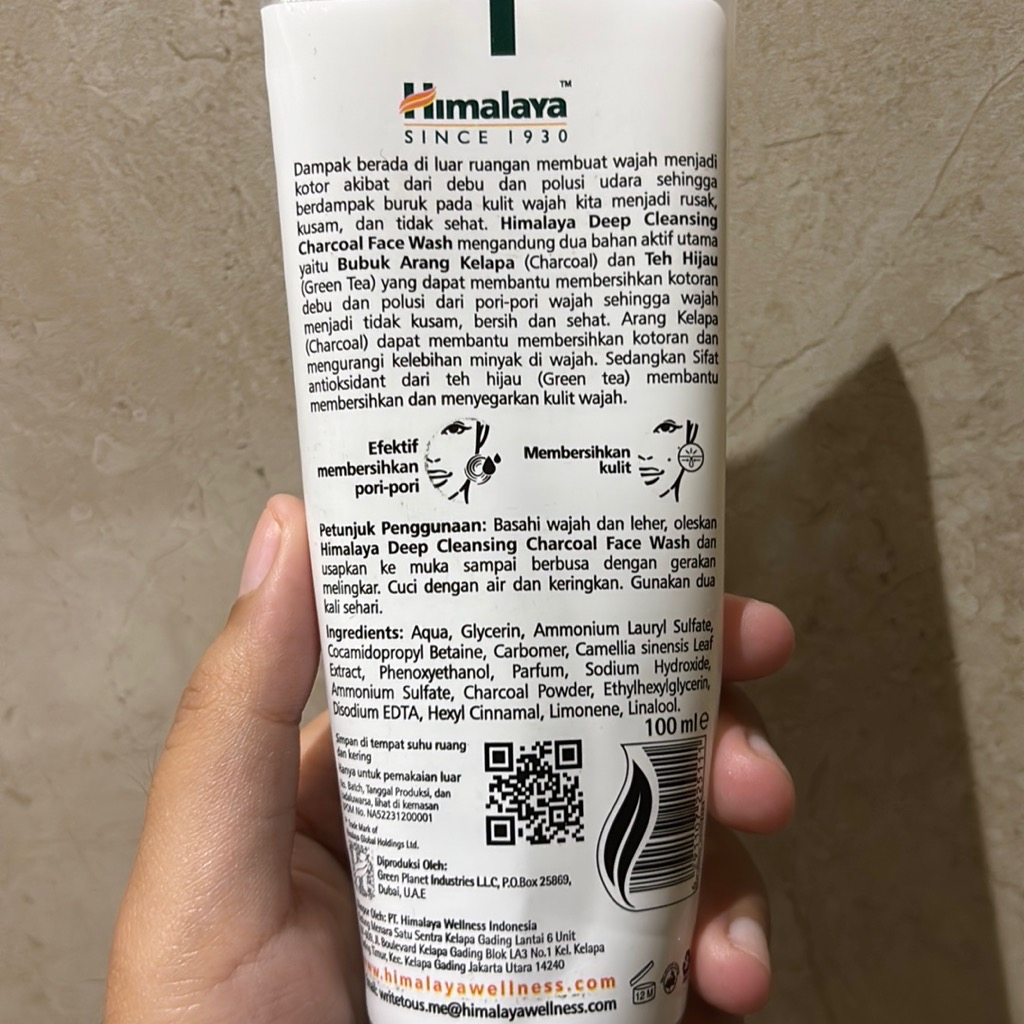 Himalaya™
SINCE 1930
Dampak berada di luar ruangan membuat wajah menjadi
kotor akibat dari debu dan polusi udara sehingga
berdampak buruk pada kulit wajah kita menjadi rusak,
kusam, dan tidak sehat. Himalaya Deep Cleansing
Charcoal Face Wash mengandung dua bahan aktif utama
yaitu Bubuk Arang Kelapa (Charcoal) dan Teh Hijau
(Green Tea) yang dapat membantu membersihkan kotoran
debu dan polusi dari pori-pori wajah sehingga wajah
menjadi tidak kusam, bersih dan sehat. Arang Kelapa
(Charcoal) dapat membantu membersihkan kotoran dan
mengurangi kelebihan minyak di wajah. Sedangkan Sifat
antioksidant dari teh hijau (Green tea) membantu
membersihkan dan menyegarkan kulit wajah.
Efektif
membersihkan
pori-pori
Membersihkan
kulit
Petunjuk Penggunaan: Basahi wajah dan leher, oleskan
Himalaya Deep Cleansing Charcoal Face Wash dan
usapkan ke muka sampai berbusa dengan gerakan
melingkar. Cuci dengan air dan keringkan. Gunakan dua
kali sehari.
Ingredients: Aqua, Glycerin, Ammonium Lauryl Sulfate,
Cocamidopropyl Betaine, Carbomer, Camellia sinensis Leaf
Extract, Phenoxyethanol, Parfum, Sodium Hydroxide,
Ammonium Sulfate, Charcoal Powder, Ethylhexylglycerin,
Disodium EDTA, Hexyl Cinnamal, Limonene, Linalool.
100 ml e
Simpan di tempat suhu ruang
dan kering
Hanya untuk pemakaian luar
No. Batch, Tanggal Produksi, dan
lihat di kemasan
No. NA52231200001
Trade Mark of
Global Holdings Ltd.
Diproduksi Oleh:
Green Planet Industries LLC, P.O.Box 25869,
Dubai, U.A.E
Oleh: PT. Himalaya Wellness Indonesia
Menara Satu Sentra Kelapa Gading Lantai 6 Unit
Jl. Boulevard Kelapa Gading Blok LA3 No.1 Kel. Kelapa
Timur, Kec. Kelapa Gading Jakarta Utara 14240
www.himalayawellness.com
writetous.me@himalayawellness.com
12 M